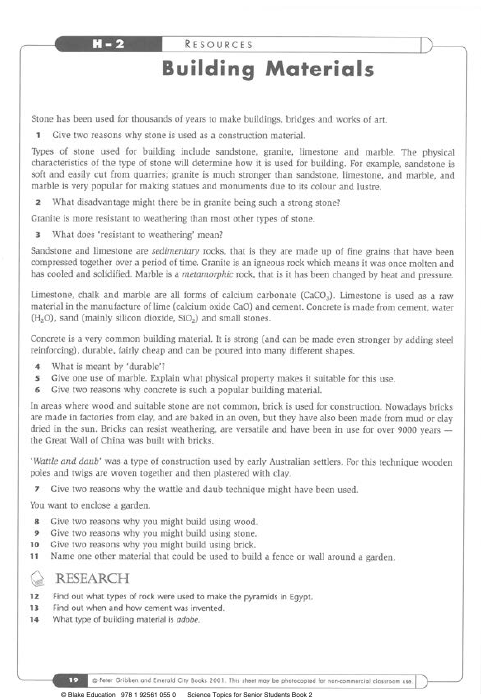 H - 2 RESOURCES
Building Materials
Stone has been used for thousands of years to make buildings, bridges and works of art.
1 Give two reasons why stone is used as a construction material.
Types of stone used for building include sandstone, granite, limestone and marble. The physical
characteristics of the type of stone will determine how it is used for building. For example, sandstone is
soft and easily cut from quarries; granite is much stronger than sandstone, limestone, and marble, and
marble is very popular for making statues and monuments due to its colour and lustre.
2 What disadvantage might there be in granite being such a strong stone?
Granite is more resistant to weathering than most other types of stone.
3 What does 'resistant to weathering' mean?
Sandstone and limestone are sedimentary rocks, that is they are made up of fine grains that have been
compressed together over a period of time. Granite is an igneous rock which means it was once molten and
has cooled and solidified. Marble is a metamorphic rock, that is it has been changed by heat and pressure.
Limestone, chalk and marble are all forms of calcium carbonate (CaCO₃). Limestone is used as a raw
material in the manufacture of lime (calcium oxide CaO) and cement. Concrete is made from cement, water
(H₂O), sand (mainly silicon dioxide, SiO₂) and small stones.
Concrete is a very common building material. It is strong (and can be made even stronger by adding steel
reinforcing), durable, fairly cheap and can be poured into many different shapes.
4 What is meant by 'durable'?
5 Give one use of marble. Explain what physical property makes it suitable for this use.
6 Give two reasons why concrete is such a popular building material.
In areas where wood and suitable stone are not common, brick is used for construction. Nowadays bricks
are made in factories from clay, and are baked in an oven, but they have also been made from mud or clay
dried in the sun. Bricks can resist weathering, are versatile and have been in use for over 9000 years —
the Great Wall of China was built with bricks.
'Wattle and daub' was a type of construction used by early Australian settlers. For this technique wooden
poles and twigs are woven together and then plastered with clay.
7 Give two reasons why the wattle and daub technique might have been used.
You want to enclose a garden.
8 Give two reasons why you might build using wood.
9 Give two reasons why you might build using stone.
10 Give two reasons why you might build using brick.
11 Name one other material that could be used to build a fence or wall around a garden.
RESEARCH
12 Find out what types of rock were used to make the pyramids in Egypt.
13 Find out when and how cement was invented.
14 What type of building material is adobe.
19 © Peter Gribben and Emerald City Books 2001. This sheet may be photocopied for non-commercial classroom use.
© Blake Education 978 1 92561 055 0 Science Topics for Senior Students Book 2